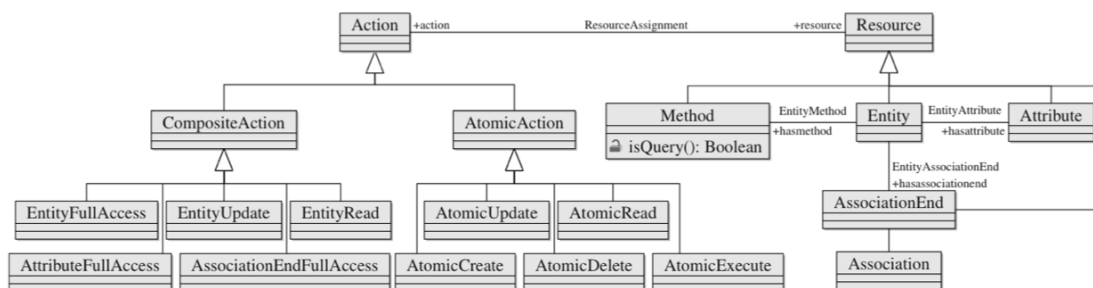 Action
+action
ResourceAssignment
+resource
Resource
CompositeAction
AtomicAction
Method
isQuery(): Boolean
EntityMethod
+hasmethod
Entity
EntityAttribute
+hasattribute
Attribute
EntityAssociationEnd
+hasassociationend
EntityFullAccess
EntityUpdate
EntityRead
AtomicUpdate
AtomicRead
AssociationEnd
AttributeFullAccess
AssociationEndFullAccess
AtomicCreate
AtomicDelete
AtomicExecute
Association